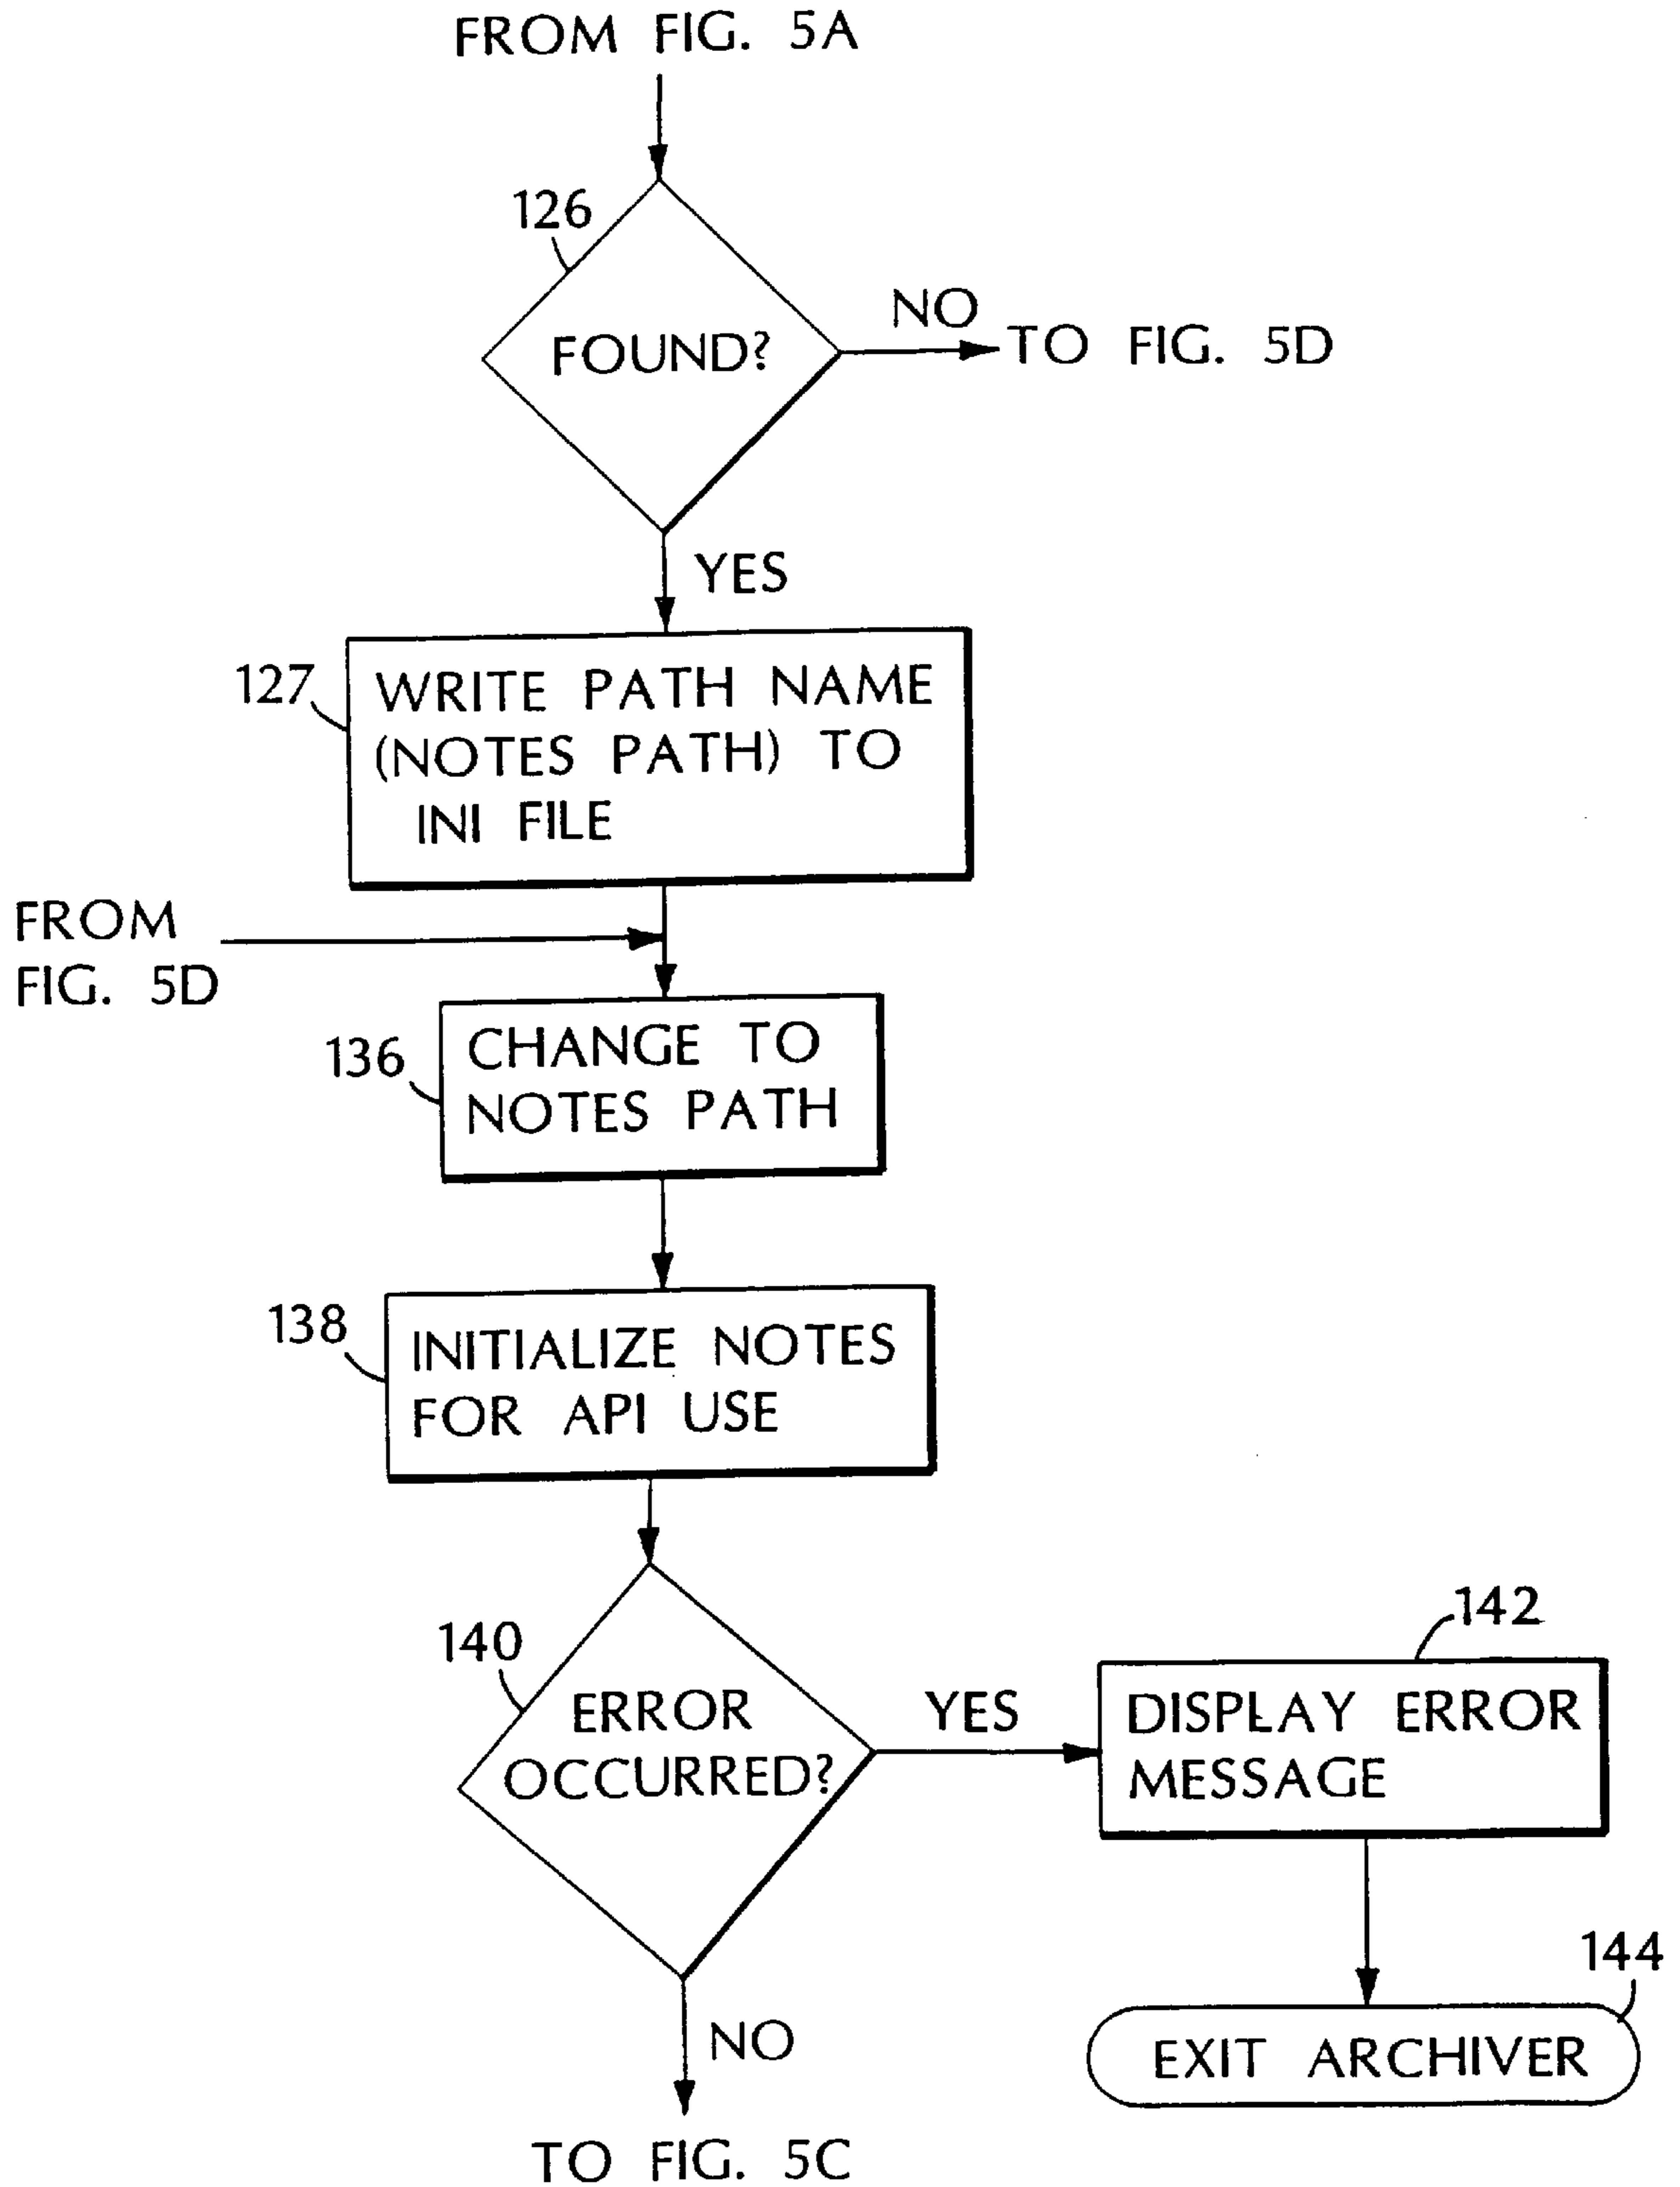 FROM FIG. 5A
126
FOUND?
NO
TO FIG. 5D
YES
127
WRITE PATH NAME
(NOTES PATH) TO
INI FILE
FROM
FIG. 5D
136
CHANGE TO
NOTES PATH
138
INITIALIZE NOTES
FOR API USE
140
ERROR
OCCURRED?
YES
142
DISPLAY ERROR
MESSAGE
144
EXIT ARCHIVER
NO
TO FIG. 5C